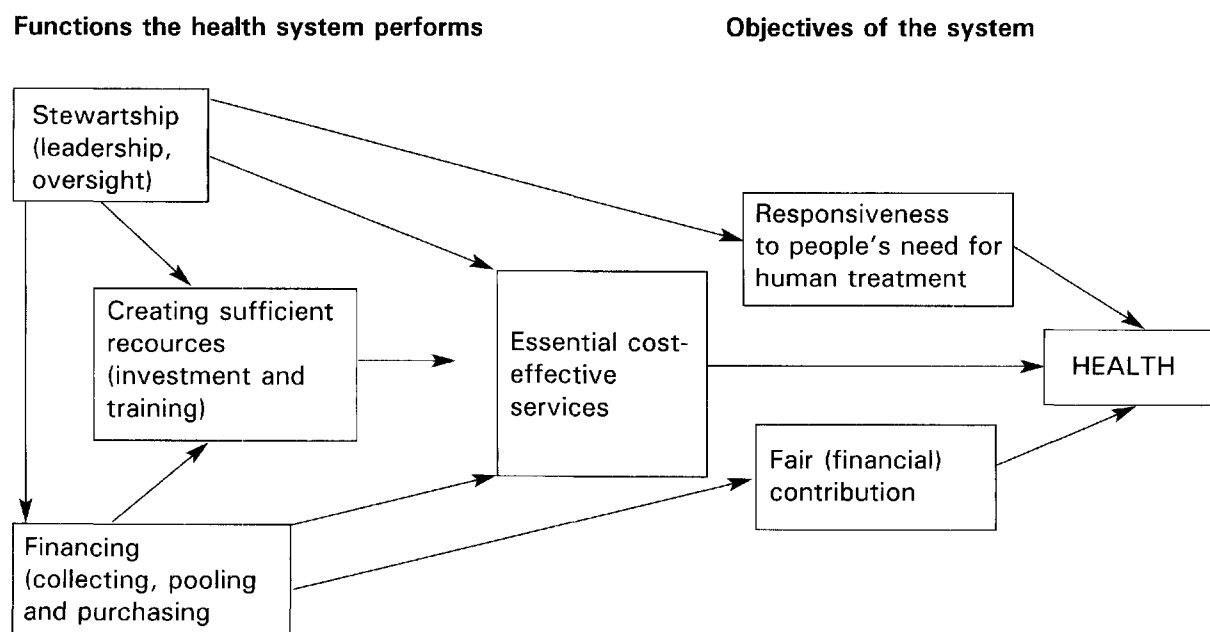 Functions the health system performs
Objectives of the system
Stewartship
(leadership,
oversight)
Responsiveness
to people's need for
human treatment
Creating sufficient
recources
(investment and
training)
Essential cost-
effective
services
HEALTH
Fair (financial)
contribution
Financing
(collecting, pooling
and purchasing